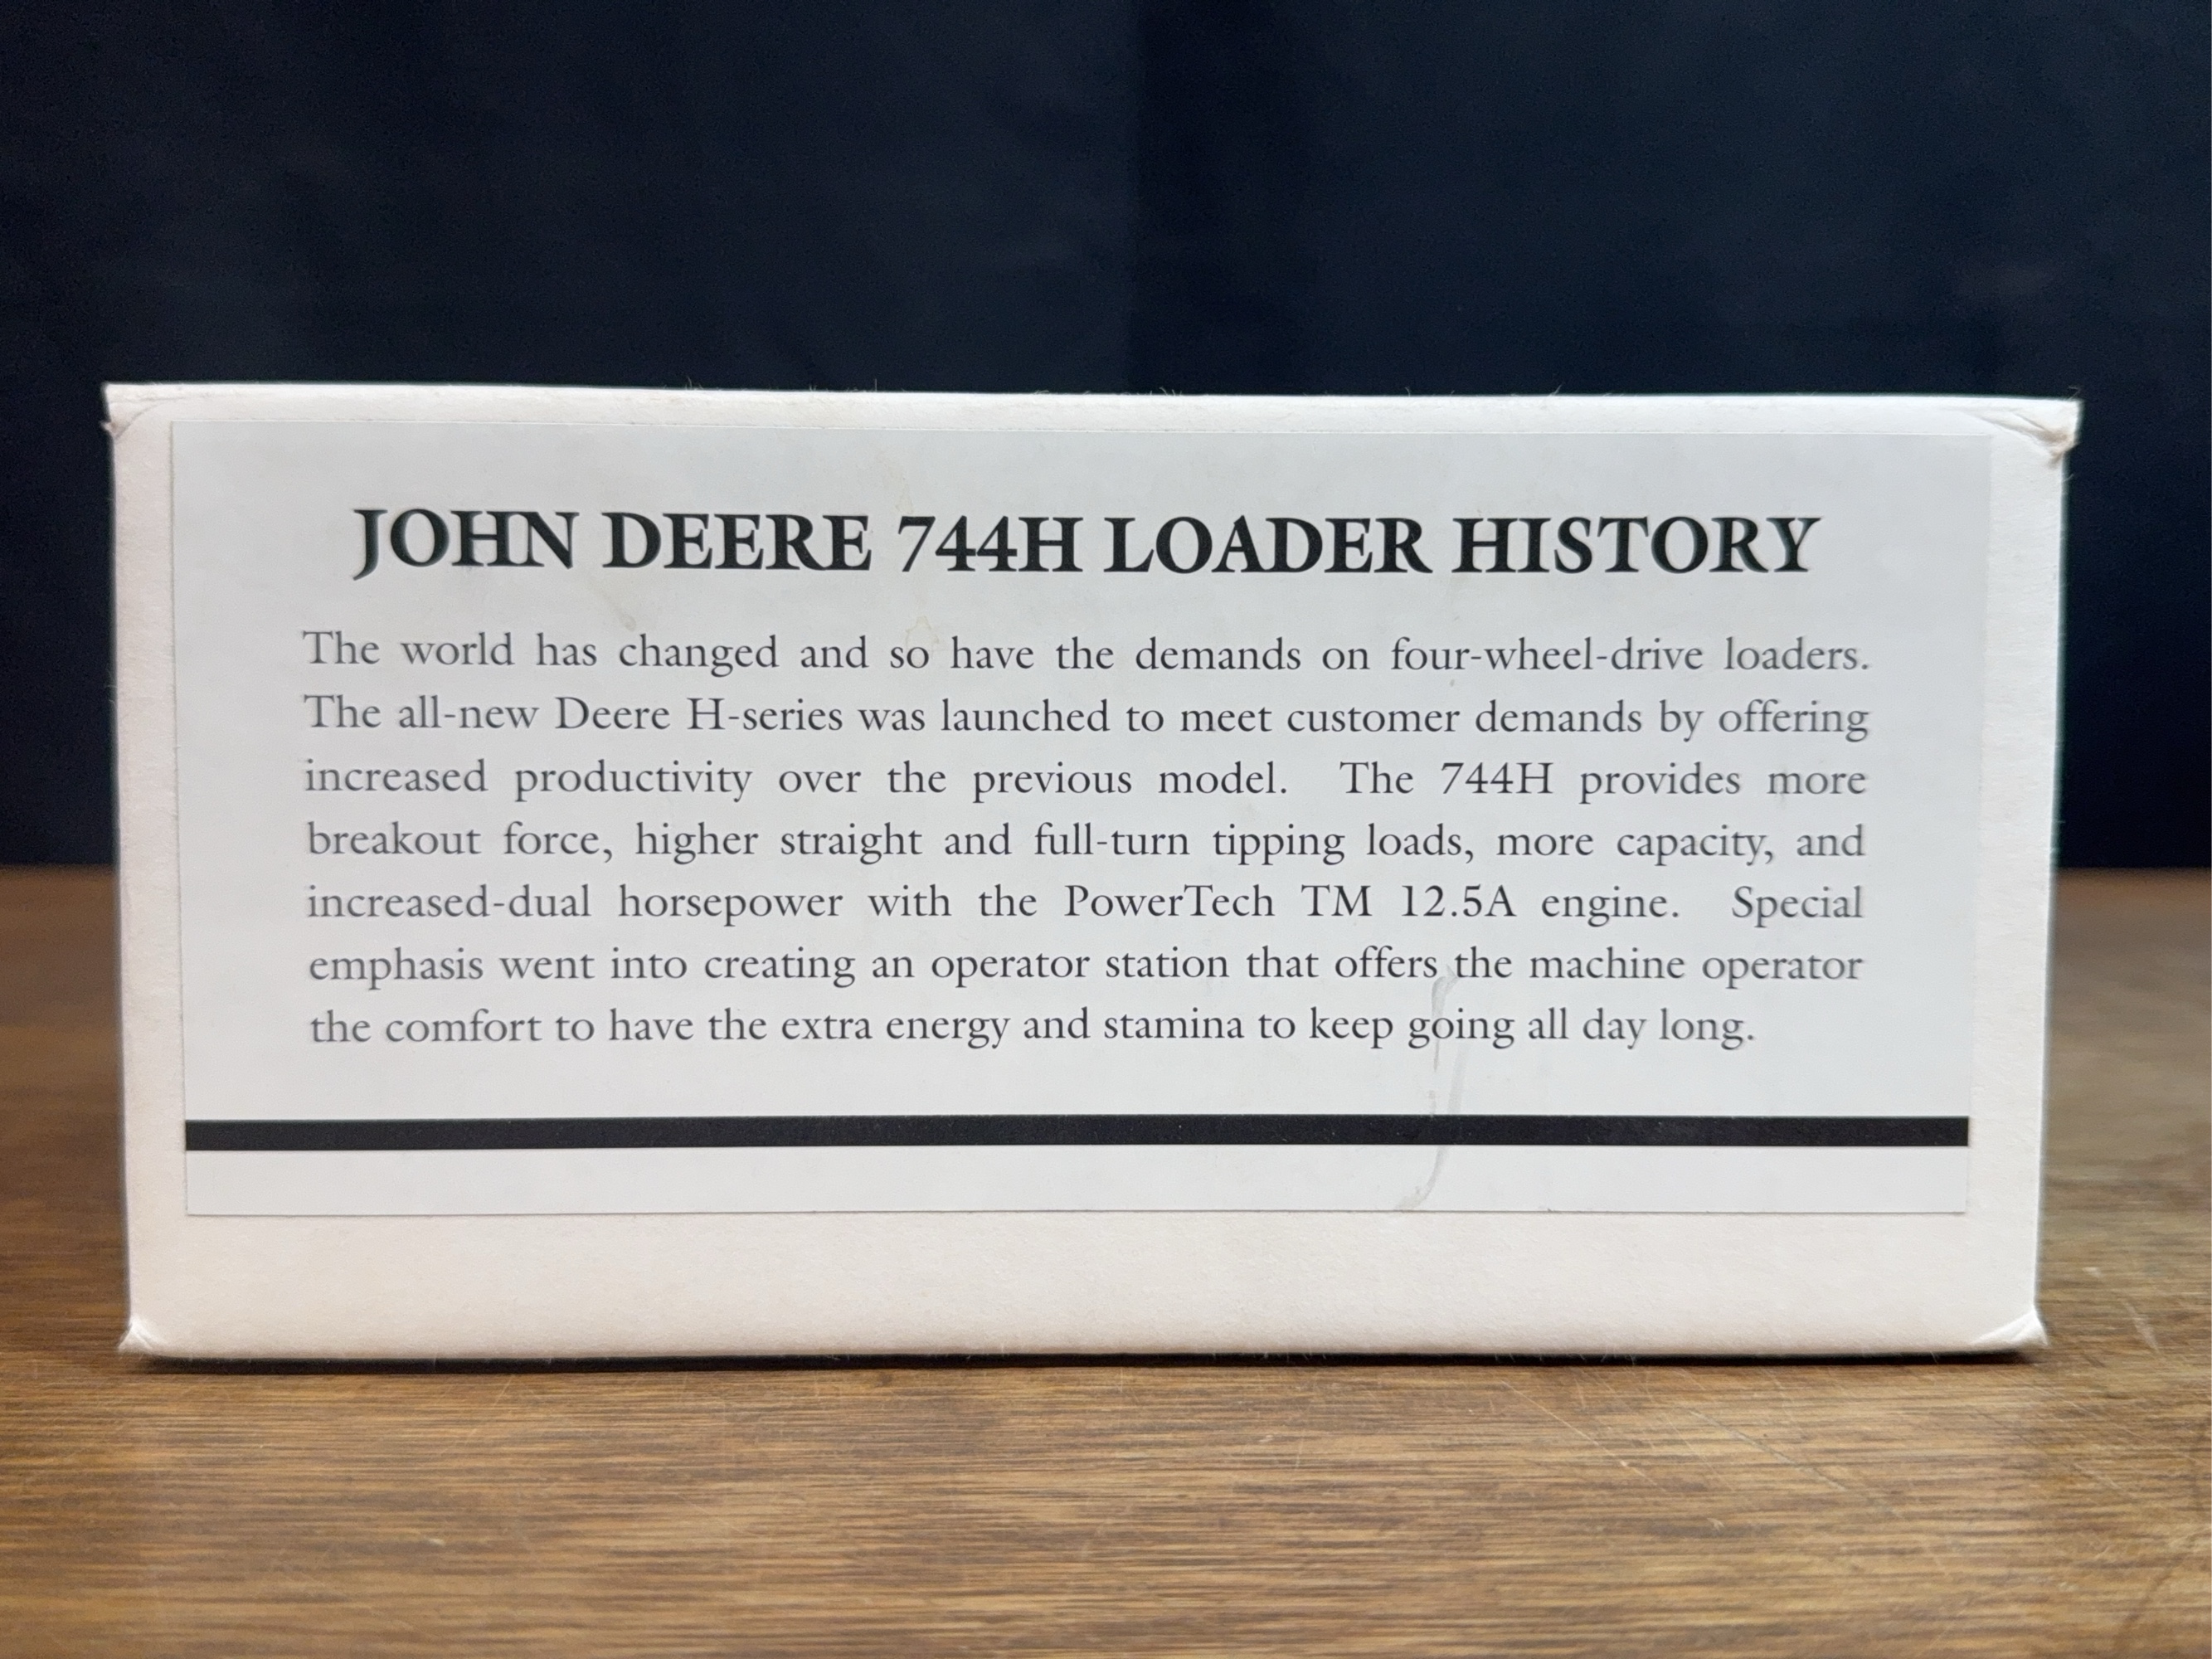 JOHN DEERE 744H LOADER HISTORY
The world has changed and so have the demands on four-wheel-drive loaders.
The all-new Deere H-series was launched to meet customer demands by offering
increased productivity over the previous model. The 744H provides more
breakout force, higher straight and full-turn tipping loads, more capacity, and
increased-dual horsepower with the PowerTech TM 12.5A engine. Special
emphasis went into creating an operator station that offers the machine operator
the comfort to have the extra energy and stamina to keep going all day long.